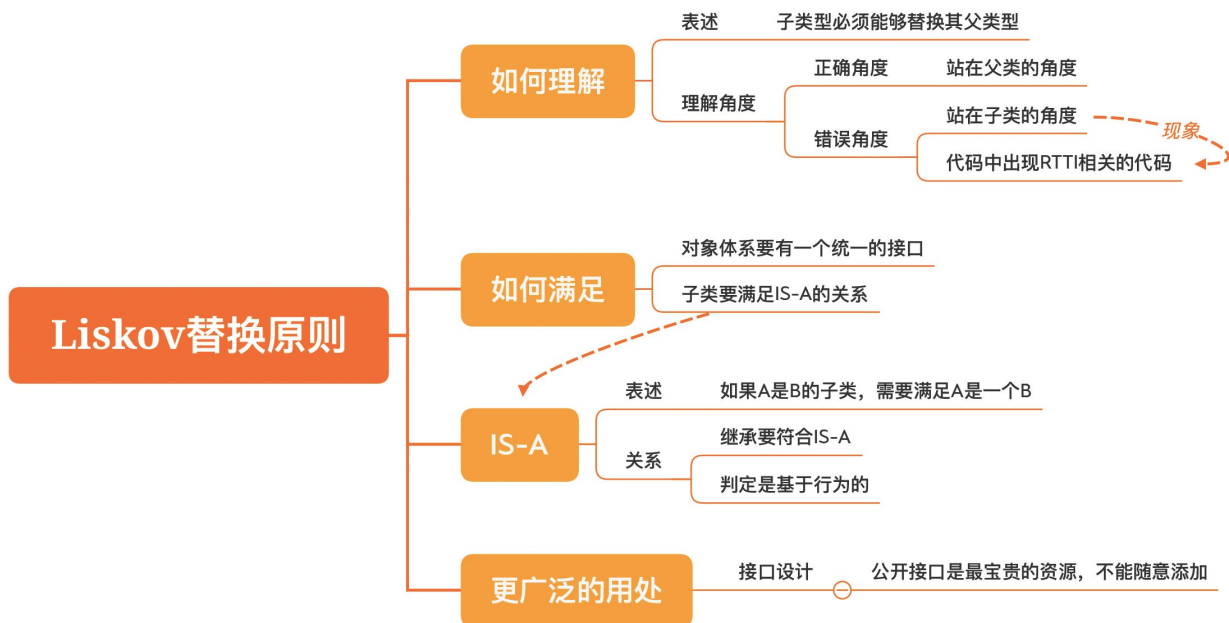 Liskov替换原则
如何理解
表述
子类型必须能够替换其父类型
理解角度
正确角度
站在父类的角度
错误角度
站在子类的角度
现象
代码中出现RTTI相关的代码
如何满足
对象体系要有一个统一的接口
子类要满足IS-A的关系
IS-A
表述
如果A是B的子类，需要满足A是一个B
关系
继承要符合IS-A
判定是基于行为的
更广泛的用处
接口设计
公开接口是最宝贵的资源，不能随意添加